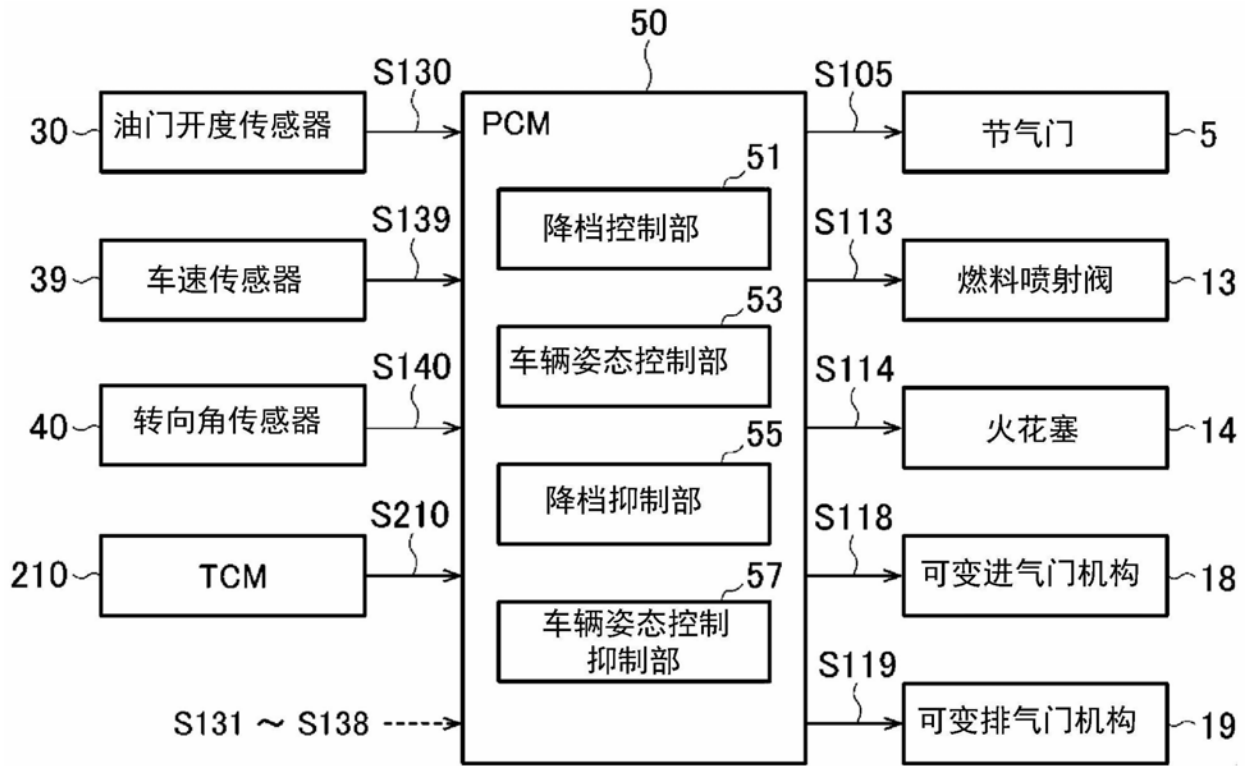 50
S130
S105
30
油门开度传感器
PCM
节气门
5
51
S139
降档控制部
S113
39
车速传感器
燃料喷射阀
13
53
S140
车辆姿态控制部
S114
40
转向角传感器
火花塞
14
55
S210
降档抑制部
S118
210
TCM
可变进气门机构
18
57
车辆姿态控制
抑制部
S119
S131 ～ S138
可变排气门机构
19